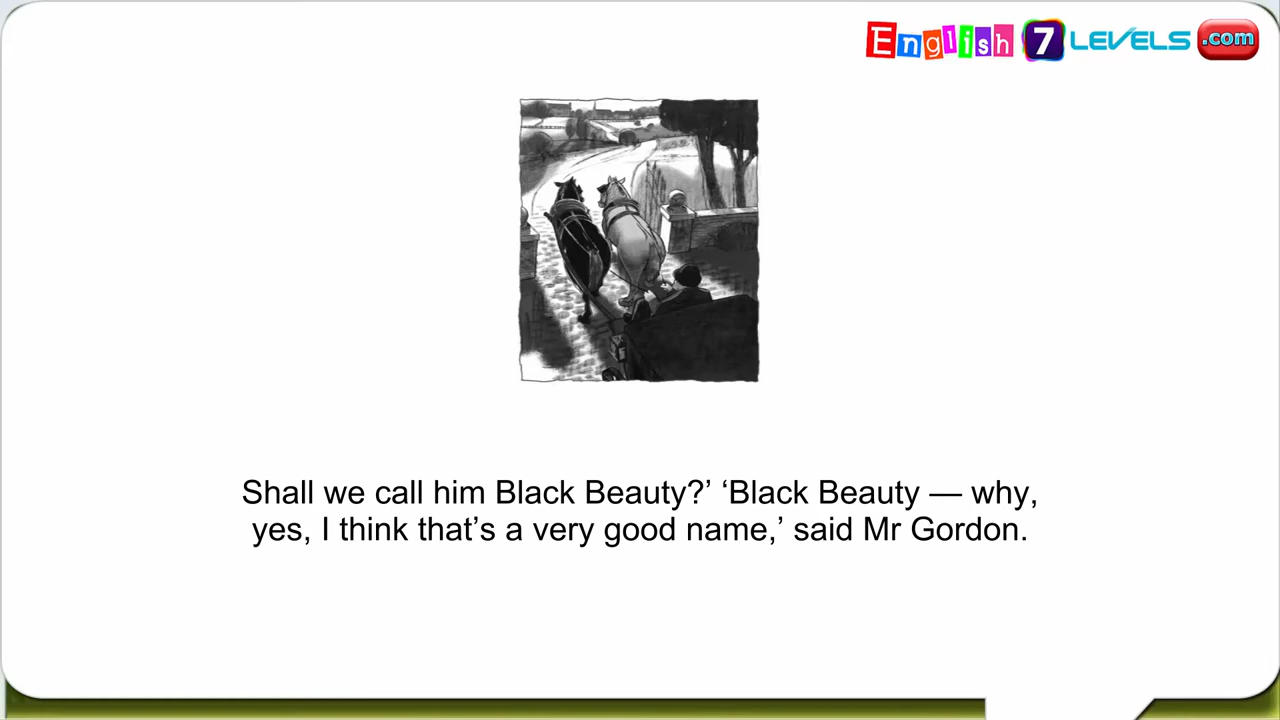 English 7 LEVELS .com
Shall we call him Black Beauty?’ ‘Black Beauty — why,
yes, I think that’s a very good name,’ said Mr Gordon.